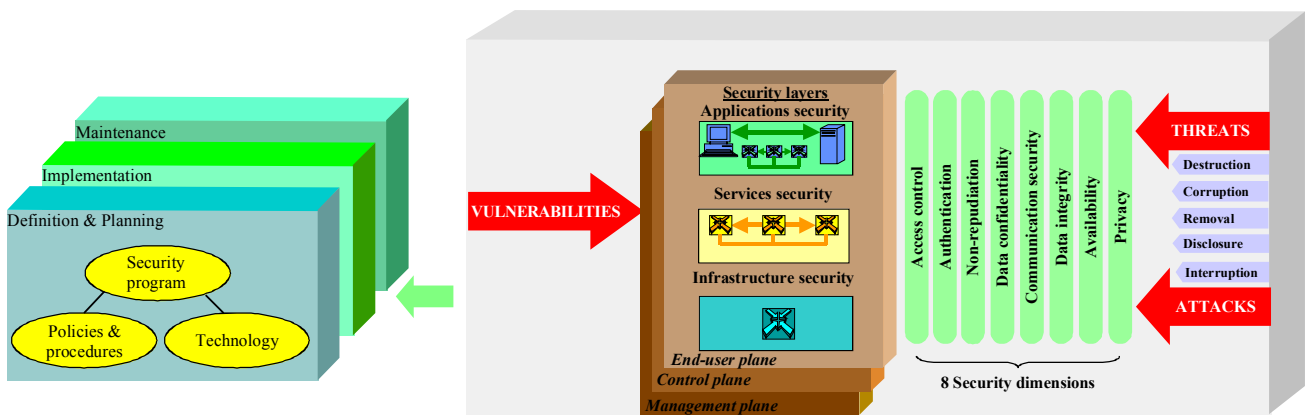 Maintenance
Implementation
Definition & Planning
Security
program
Policies &
procedures
Technology
VULNERABILITIES
Security layers
Applications security
Services security
Infrastructure security
End-user plane
Control plane
Management plane
Access control
Authentication
Non-repudiation
Data confidentiality
Communication security
Data integrity
Availability
Privacy
8 Security dimensions
THREATS
Destruction
Corruption
Removal
Disclosure
Interruption
ATTACKS